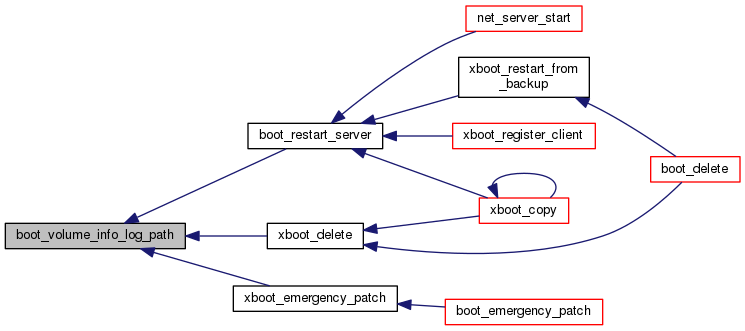 net_server_start
xboot_restart_from
_backup
boot_restart_server
xboot_register_client
boot_delete
xboot_copy
boot_volume_info_log_path
xboot_delete
xboot_emergency_patch
boot_emergency_patch